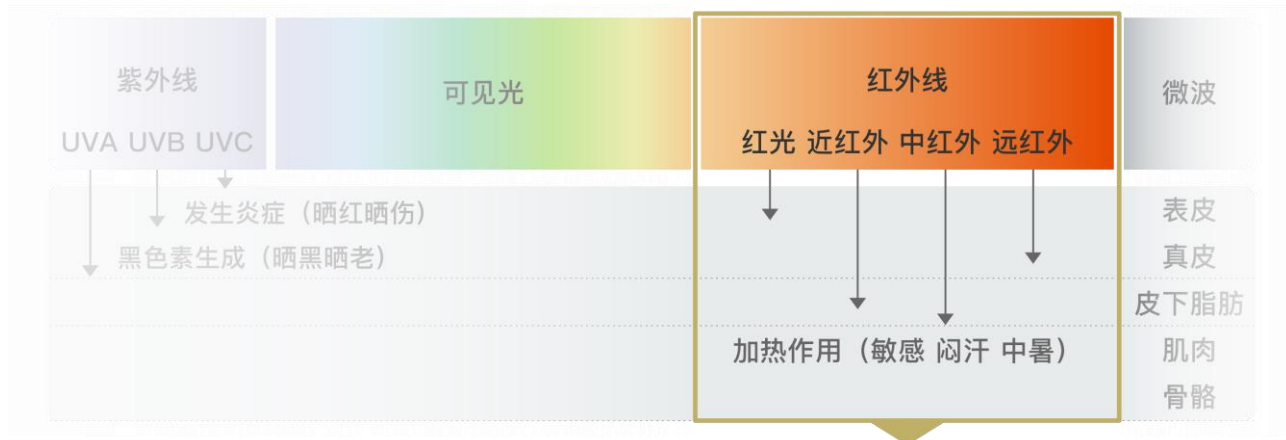 紫外线
可见光
红外线
微波
UVA UVB UVC
红光 近红外 中红外 远红外
发生炎症（晒红晒伤）
表皮
黑色素生成（晒黑晒老）
真皮
皮下脂肪
加热作用（敏感 闷汗 中暑）
肌肉
骨骼